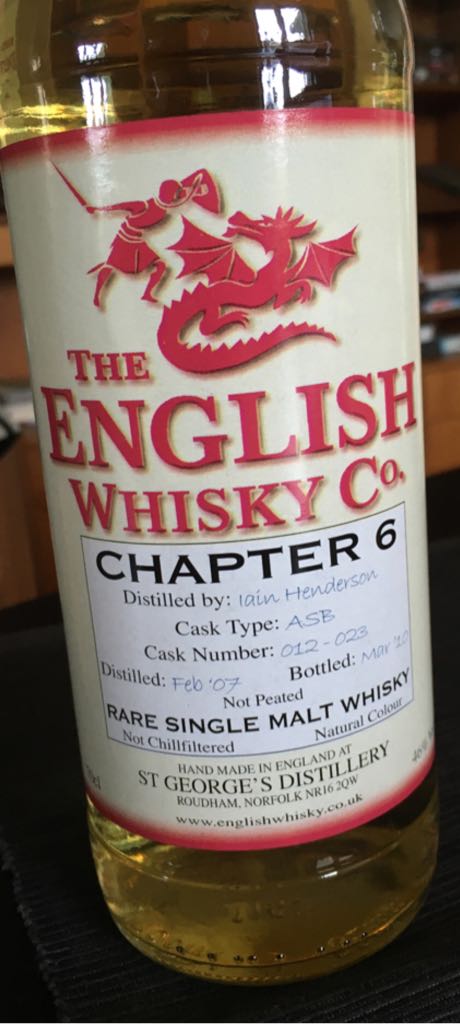 THE
ENGLISH
WHISKY Co.
CHAPTER 6
Distilled by: Iain Henderson
Cask Type: ASB
Cask Number: 012-023
Distilled: Feb '07 Bottled: Mar '10
Not Peated
RARE SINGLE MALT WHISKY
Not Chillfiltered Natural Colour
HAND MADE IN ENGLAND AT
ST GEORGE'S DISTILLERY
ROUDHAM, NORFOLK NR16 2QW
www.englishwhisky.co.uk
46%